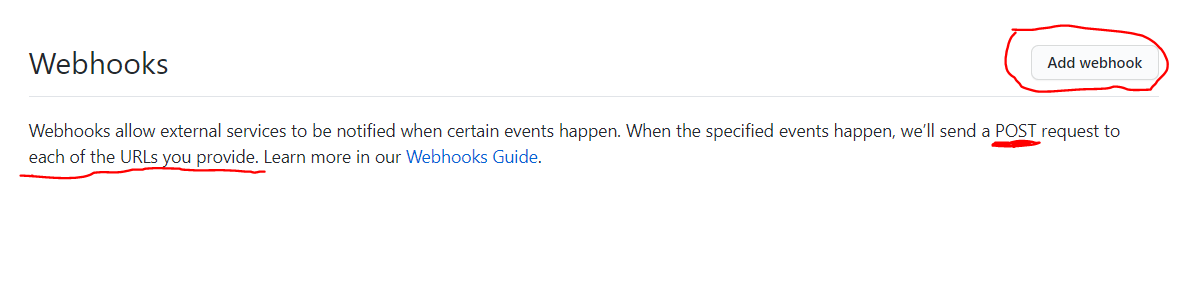 Webhooks
Add webhook
Webhooks allow external services to be notified when certain events happen. When the specified events happen, we’ll send a POST request to
each of the URLs you provide. Learn more in our Webhooks Guide.